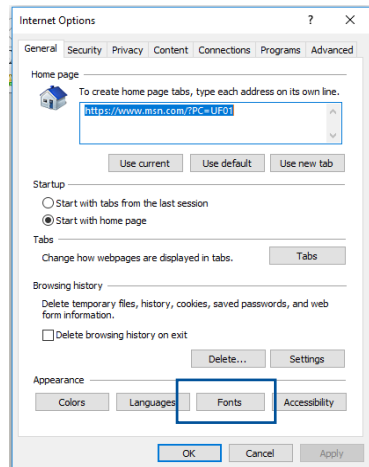 Internet Options ? X
General Security Privacy Content Connections Programs Advanced
Home page
To create home page tabs, type each address on its own line.
https://www.msn.com/?PC=UF01
Use current Use default Use new tab
Startup
Start with tabs from the last session
Start with home page
Tabs
Change how webpages are displayed in tabs. Tabs
Browsing history
Delete temporary files, history, cookies, saved passwords, and web
form information.
Delete browsing history on exit
Delete... Settings
Appearance
Colors Languages Fonts Accessibility
OK Cancel Apply